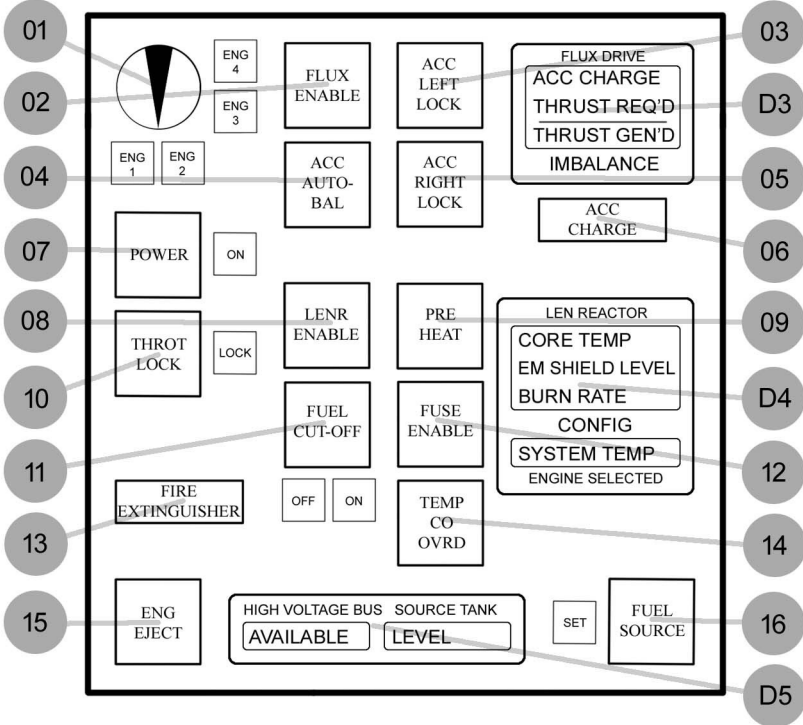 01
02
04
07
08
10
11
13
15
03
D3
05
06
09
D4
12
14
16
D5
ENG
4
ENG
3
ENG
1
ENG
2
FLUX
ENABLE
ACC
LEFT
LOCK
ACC
AUTO-
BAL
ACC
RIGHT
LOCK
FLUX DRIVE
ACC CHARGE
THRUST REQ'D
THRUST GEN'D
IMBALANCE
ACC
CHARGE
POWER
ON
THROT
LOCK
LOCK
LENR
ENABLE
PRE
HEAT
FUEL
CUT-OFF
FUSE
ENABLE
OFF
ON
TEMP
CO
OVRD
LEN REACTOR
CORE TEMP
EM SHIELD LEVEL
BURN RATE
CONFIG
SYSTEM TEMP
ENGINE SELECTED
FIRE
EXTINGUISHER
ENG
EJECT
HIGH VOLTAGE BUS SOURCE TANK
AVAILABLE LEVEL
SET
FUEL
SOURCE